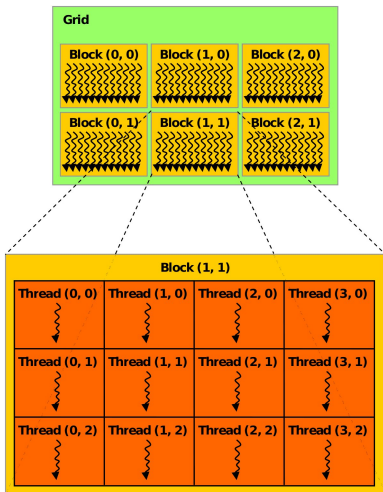 Grid
Block (0, 0) Block (1, 0) Block (2, 0)
Block (0, 1) Block (1, 1) Block (2, 1)
Block (1, 1)
Thread (0, 0) Thread (1, 0) Thread (2, 0) Thread (3, 0)
Thread (0, 1) Thread (1, 1) Thread (2, 1) Thread (3, 1)
Thread (0, 2) Thread (1, 2) Thread (2, 2) Thread (3, 2)